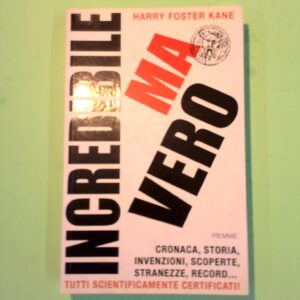 HARRY FOSTER KANE
INCREDIBILE
MA
VERO
PIEMME
CRONACA, STORIA,
INVENZIONI, SCOPERTE,
STRANEZZE, RECORD...
TUTTI SCIENTIFICAMENTE CERTIFICATI!